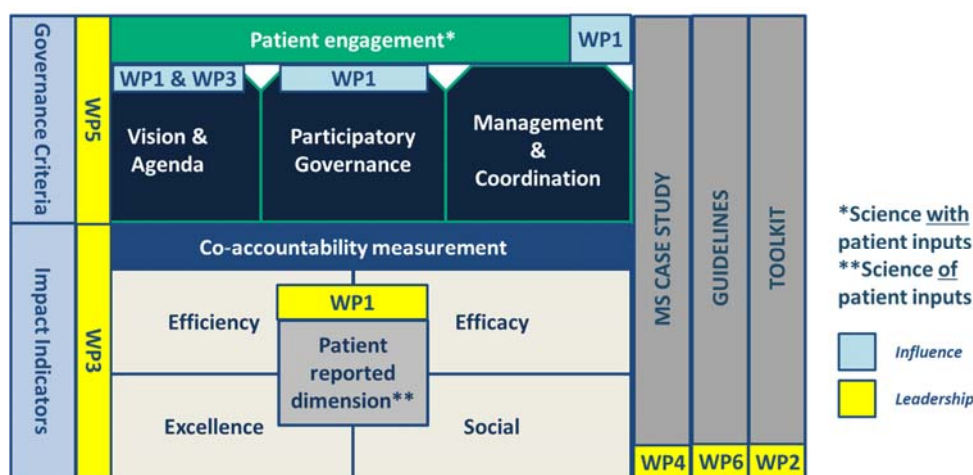 Governance Criteria
WP5
Patient engagement*
WP1
WP1 & WP3
WP1
Vision &
Agenda
Participatory
Governance
Management
&
Coordination
Impact Indicators
WP3
Co-accountability measurement
Efficiency
WP1
Efficacy
Patient
reported
dimension**
Excellence
Social
MS CASE STUDY
GUIDELINES
TOOLKIT
WP4
WP6
WP2
*Science with
patient inputs
**Science of
patient inputs
Influence
Leadership